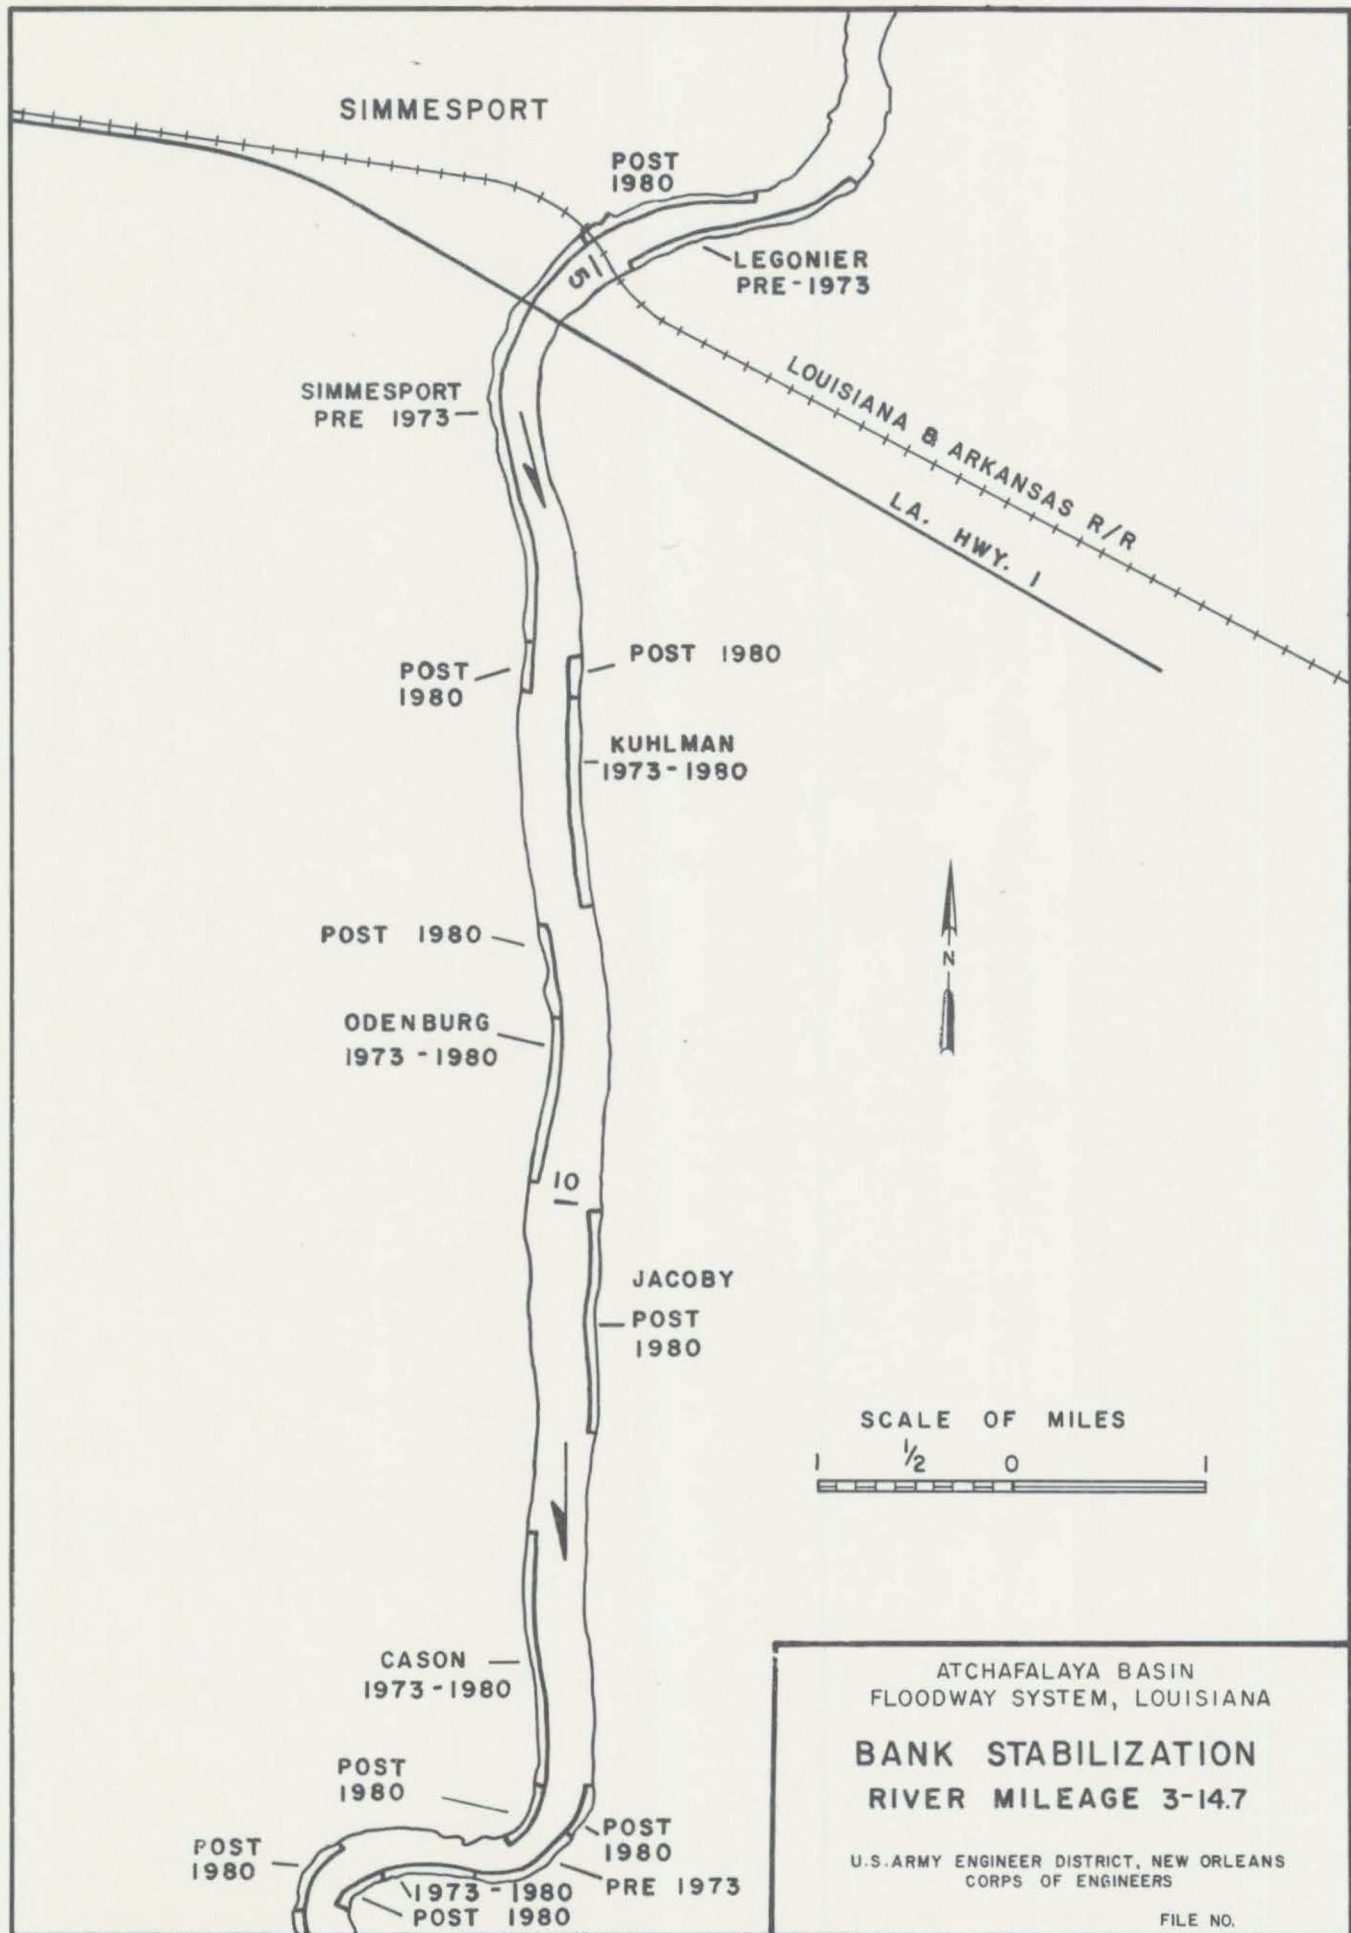 SIMMESPORT
POST
1980
5
LEGONIER
PRE-1973
LOUISIANA & ARKANSAS R/R
LA. HWY. 1
SIMMESPORT
PRE 1973
POST
1980
POST 1980
KUHLMAN
1973-1980
POST 1980
N
ODENBURG
1973-1980
10
JACOBY
POST
1980
SCALE OF MILES
1 1/2 0 1
CASON
1973-1980
POST
1980
POST
1980
POST
1980
PRE 1973
1973-1980
POST 1980
ATCHAFALAYA BASIN
FLOODWAY SYSTEM, LOUISIANA
BANK STABILIZATION
RIVER MILEAGE 3-14.7
U.S. ARMY ENGINEER DISTRICT, NEW ORLEANS
CORPS OF ENGINEERS
FILE NO.